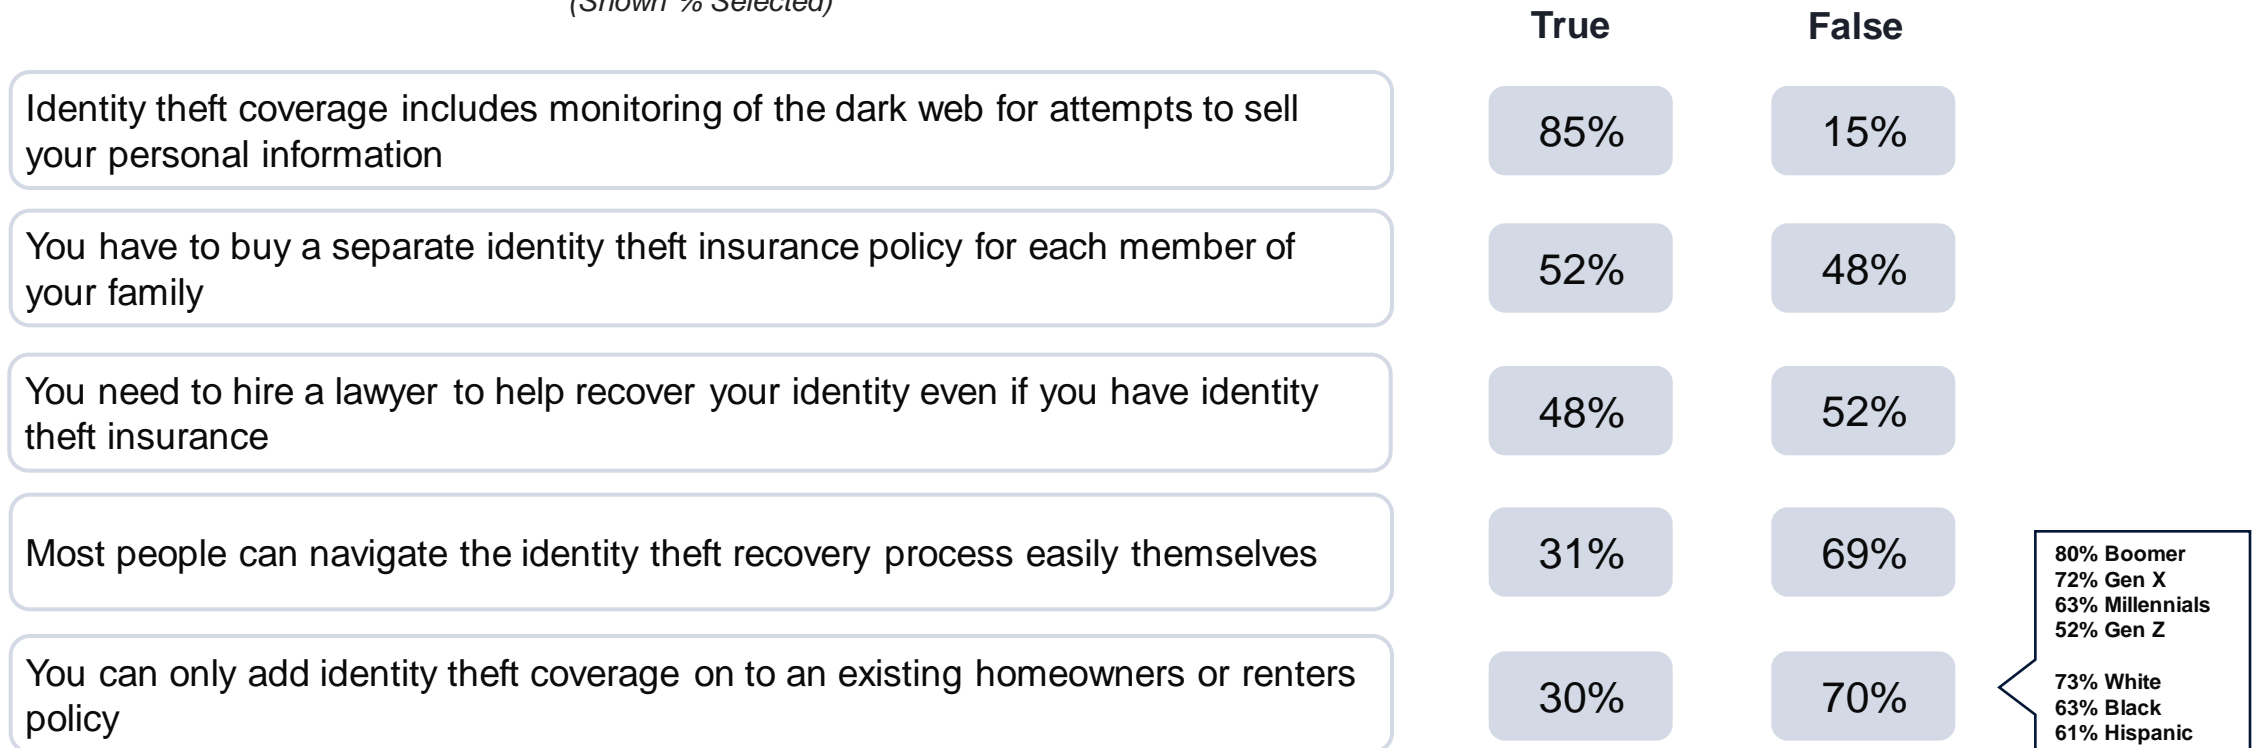 (Shown % Selected)
True False
Identity theft coverage includes monitoring of the dark web for attempts to sell
your personal information
85% 15%
You have to buy a separate identity theft insurance policy for each member of
your family
52% 48%
You need to hire a lawyer to help recover your identity even if you have identity
theft insurance
48% 52%
Most people can navigate the identity theft recovery process easily themselves
31% 69%
You can only add identity theft coverage on to an existing homeowners or renters
policy
30% 70%
80% Boomer
72% Gen X
63% Millennials
52% Gen Z
73% White
63% Black
61% Hispanic